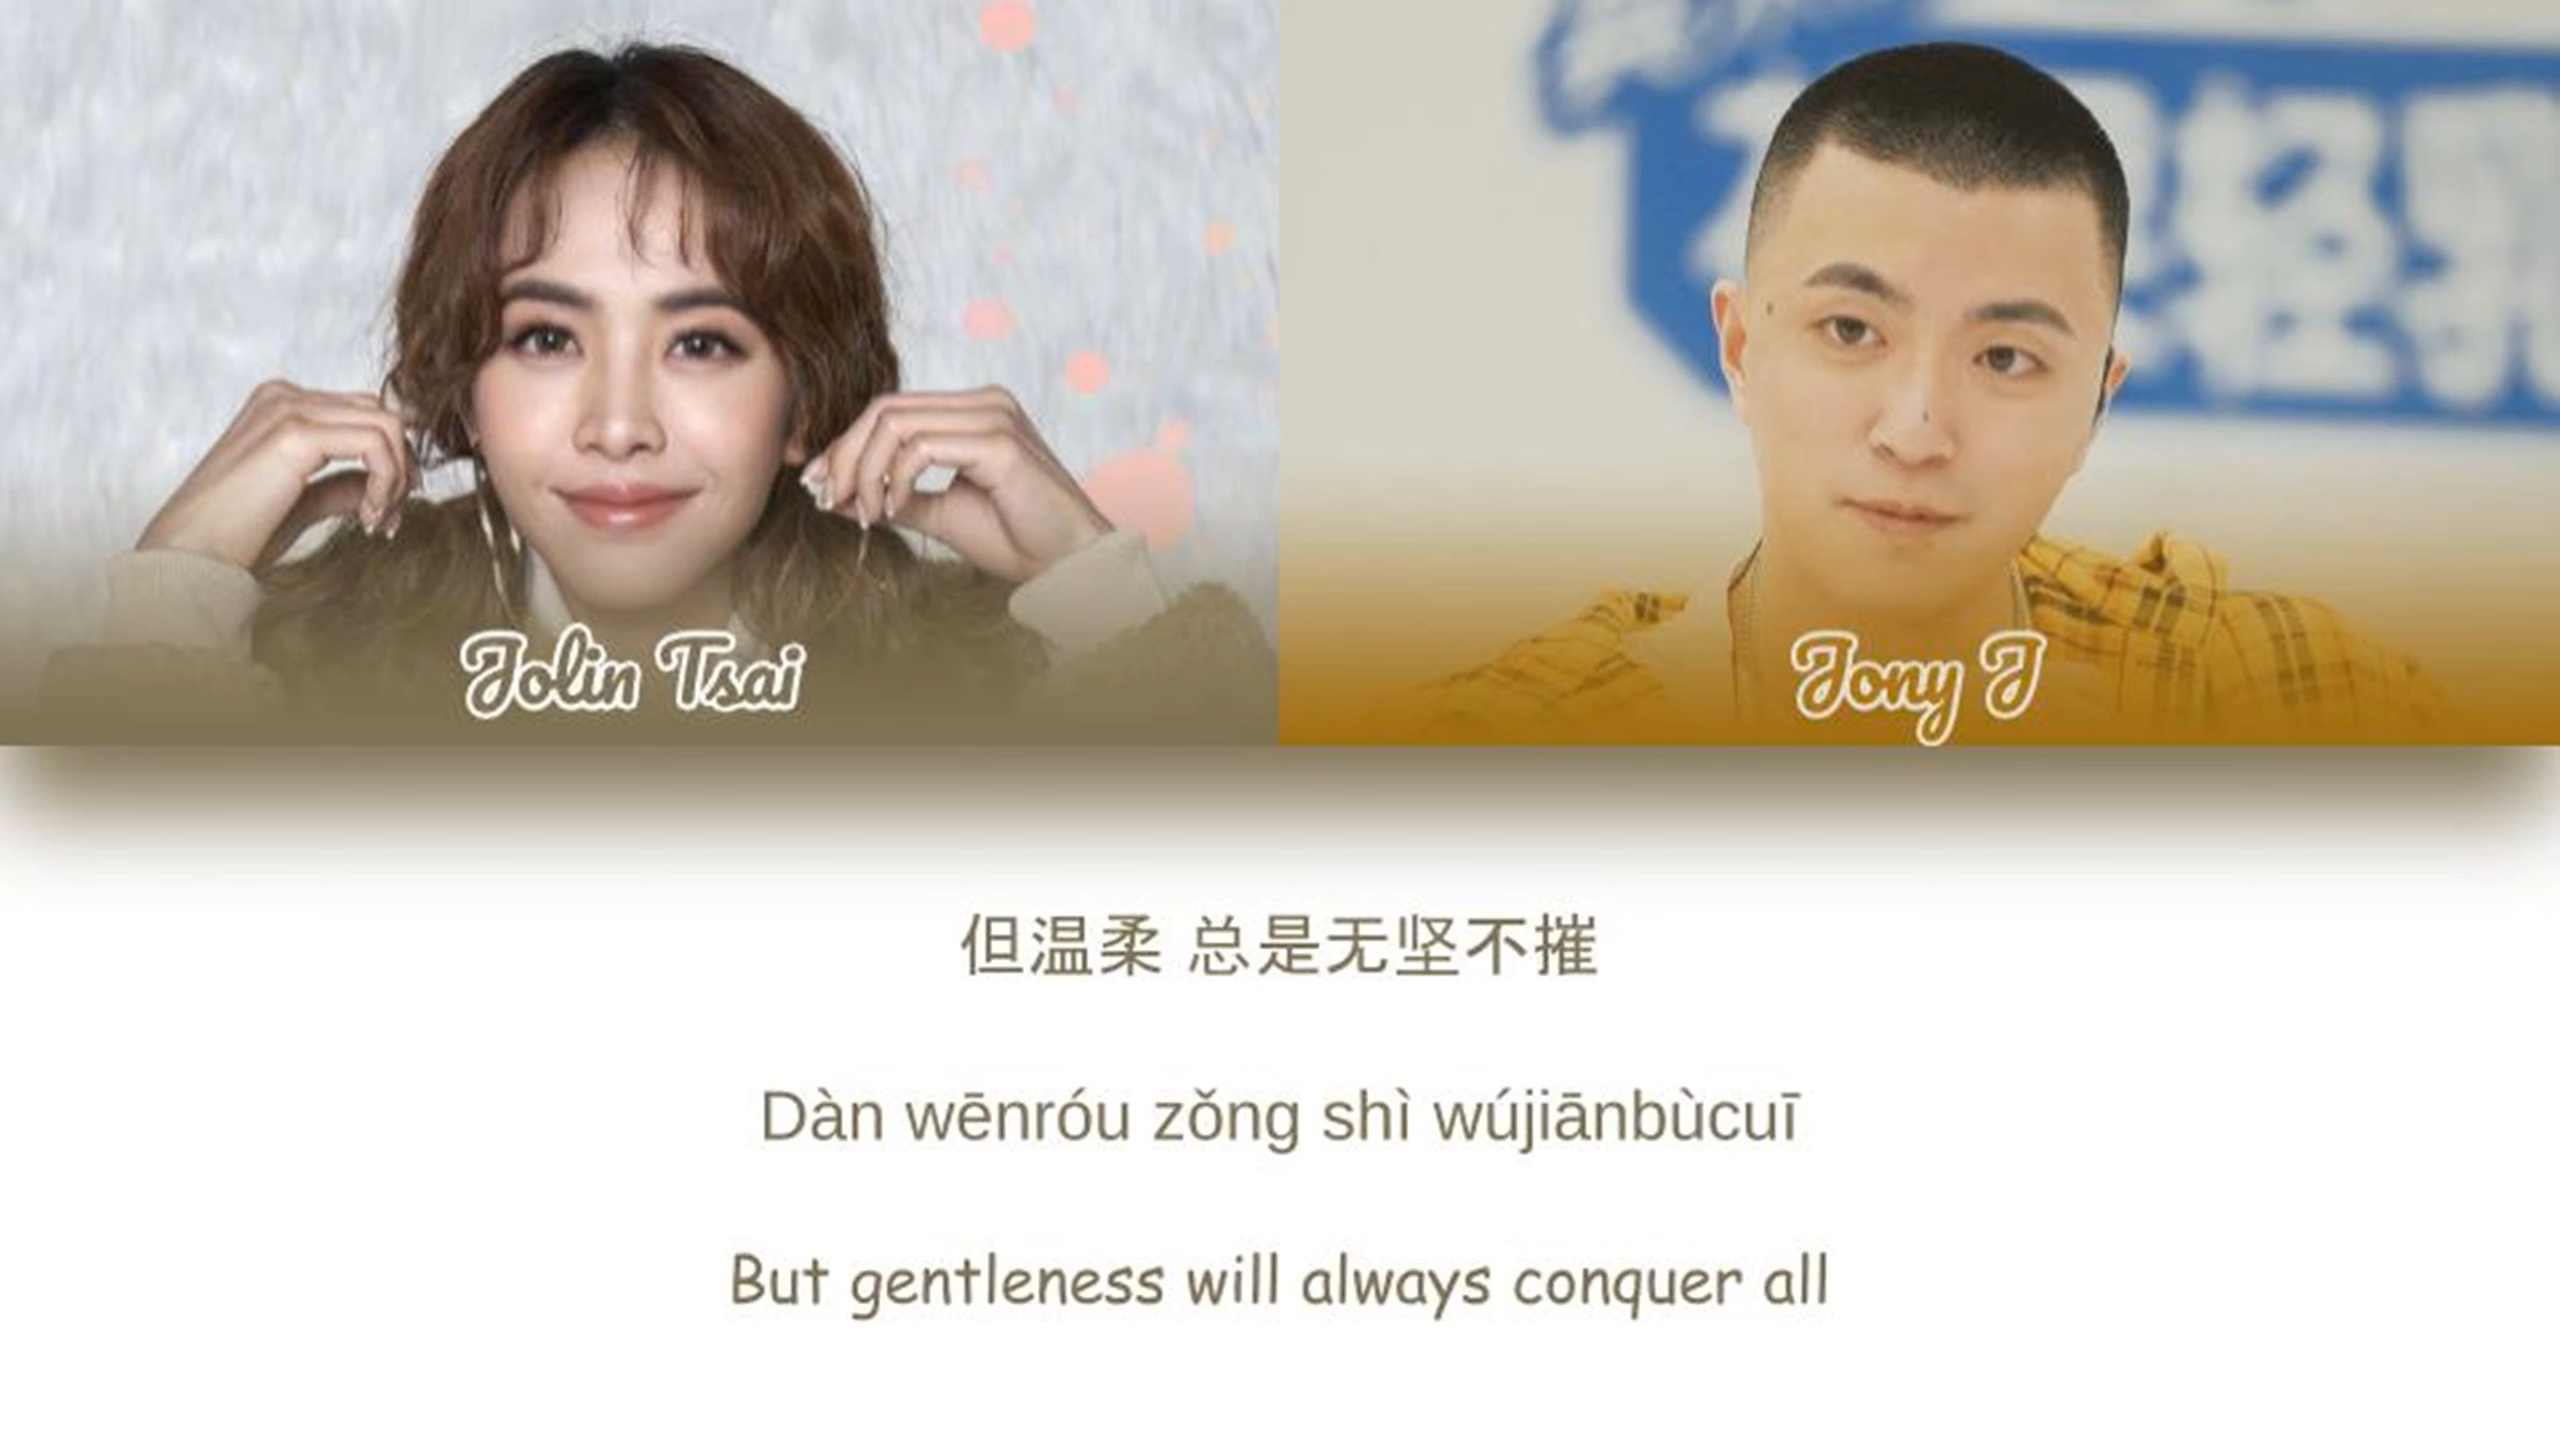 Jolin Tsai
Jony J
但温柔 总是无坚不摧
Dàn wēnróu zǒng shì wújiānbùcuī
But gentleness will always conquer all